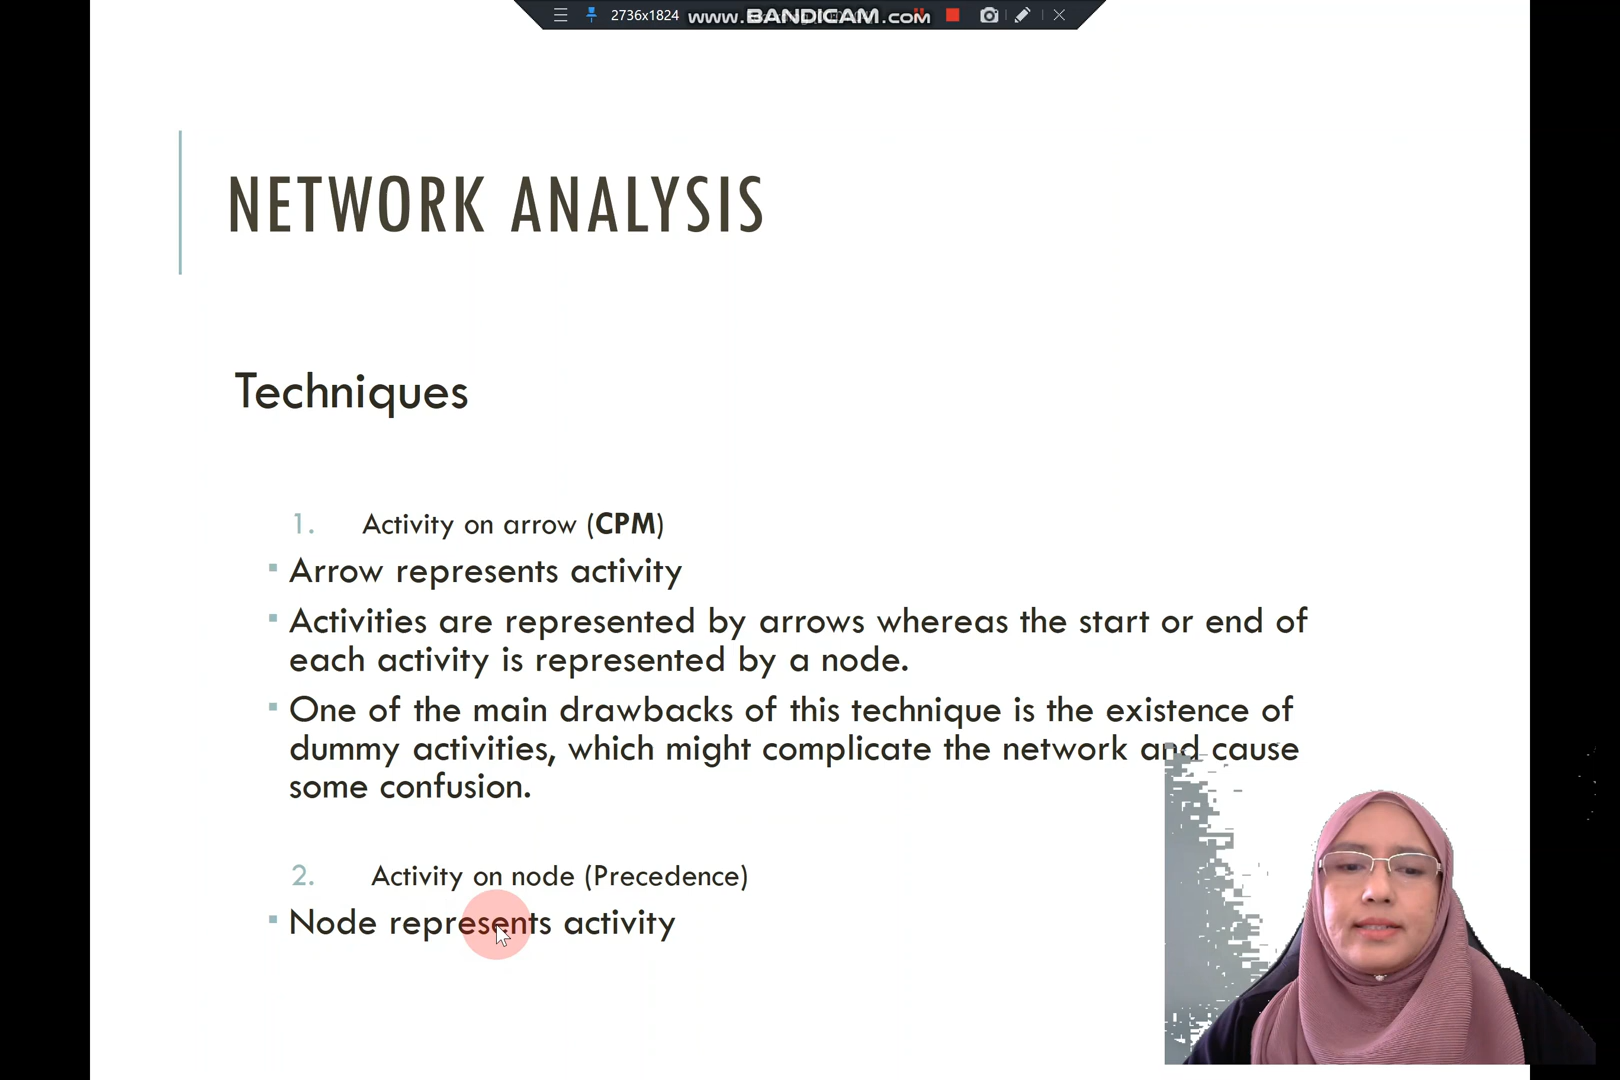 2736x1824
www.BANDICAM.com
NETWORK ANALYSIS
Techniques
1. Activity on arrow (CPM)
▪ Arrow represents activity
▪ Activities are represented by arrows whereas the start or end of
each activity is represented by a node.
▪ One of the main drawbacks of this technique is the existence of
dummy activities, which might complicate the network and cause
some confusion.
2. Activity on node (Precedence)
▪ Node represents activity